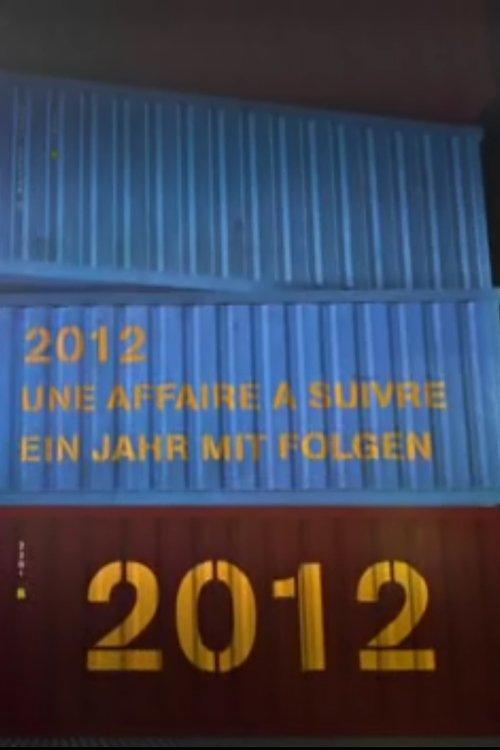 2012
UNE AFFAIRE A SUIVRE
EIN JAHR MIT FOLGEN
2012